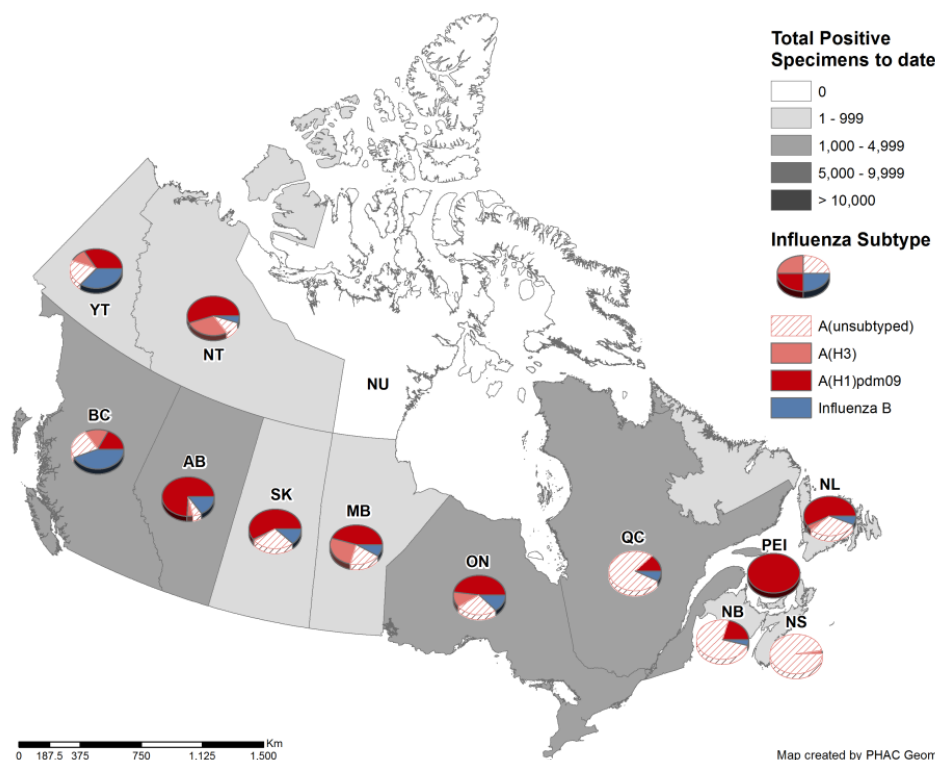 Total Positive
Specimens to date
0
1 - 999
1,000 - 4,999
5,000 - 9,999
> 10,000
Influenza Subtype
A(unsubtyped)
A(H3)
A(H1)pdm09
Influenza B
YT
NT
NU
BC
AB
SK
MB
ON
QC
NL
PEI
NB
NS
Km
0 187.5 375 750 1.125 1.500
Map created by PHAC Geom